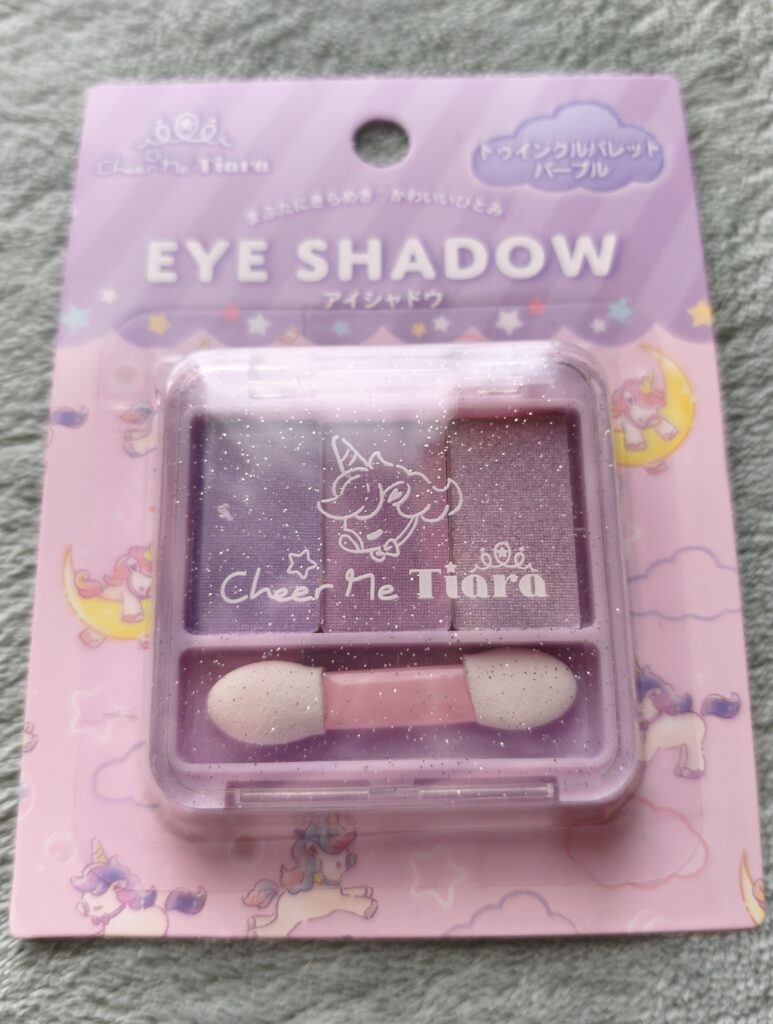 Cheer Me Tiara
トゥインクルパレット
パープル
まぶたにきらめき♡かわいいひとみ♡
EYE SHADOW
アイシャドウ
Cheer Me Tiara